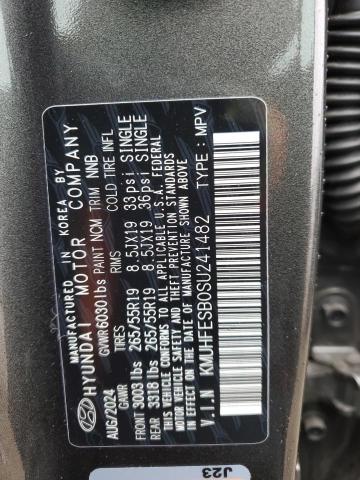 MANUFACTURED IN KOREA BY
HYUNDAI MOTOR COMPANY
GVWR 6030 lbs PAINT NCM TRIM NNB
AUG/2024 GAWR RIMS COLD TIRE INFL
FRONT 3003 lbs 265/55R19 8.5JX19 33psi SINGLE
REAR 3318 lbs 265/55R19 8.5JX19 36psi SINGLE
THIS VEHICLE CONFORMS TO ALL APPLICABLE U.S.A. FEDERAL
MOTOR VEHICLE SAFETY, BUMPER, AND THEFT PREVENTION STANDARDS
IN EFFECT ON THE DATE OF MANUFACTURE SHOWN ABOVE.
V.I.N KMUHFESB0SU241482 TYPE : MPV
J23